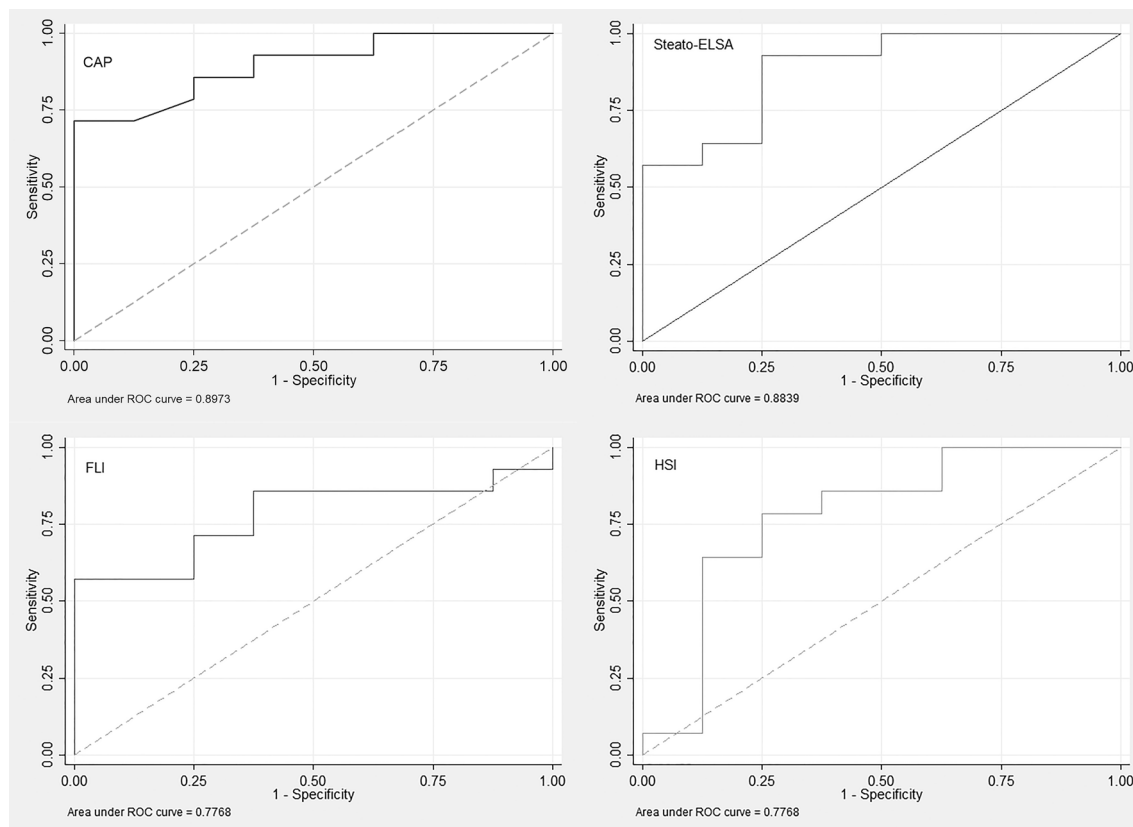 CAP
1.00
0.75
0.50
0.25
0.00
Sensitivity
0.00 0.25 0.50 0.75 1.00
1 - Specificity
Area under ROC curve = 0.8973
Steato-ELSA
1.00
0.75
0.50
0.25
0.00
Sensitivity
0.00 0.25 0.50 0.75 1.00
1 - Specificity
Area under ROC curve = 0.8839
FLI
1.00
0.75
0.50
0.25
0.00
Sensitivity
0.00 0.25 0.50 0.75 1.00
1 - Specificity
Area under ROC curve = 0.7768
HSI
1.00
0.75
0.50
0.25
0.00
Sensitivity
0.00 0.25 0.50 0.75 1.00
1 - Specificity
Area under ROC curve = 0.7768